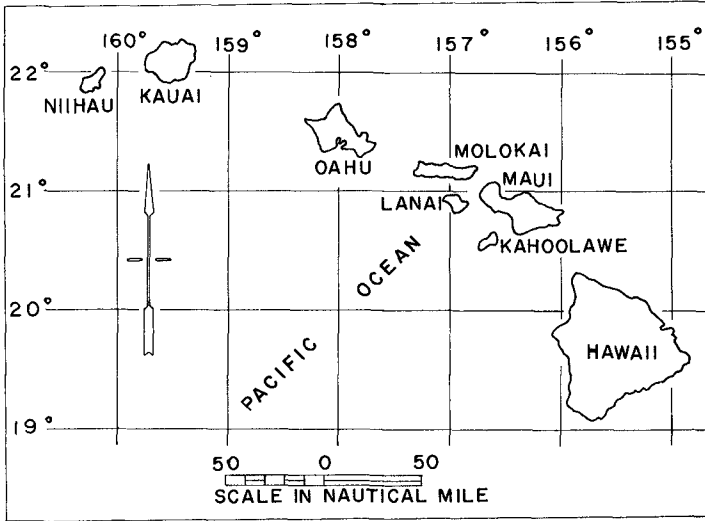 160° 159° 158° 157° 156° 155°
22°
NIIHAU
KAUAI
OAHU
MOLOKAI
21°
LANAI
MAUI
KAHOOLAWE
PACIFIC OCEAN
20°
HAWAII
19°
50 0 50
SCALE IN NAUTICAL MILE